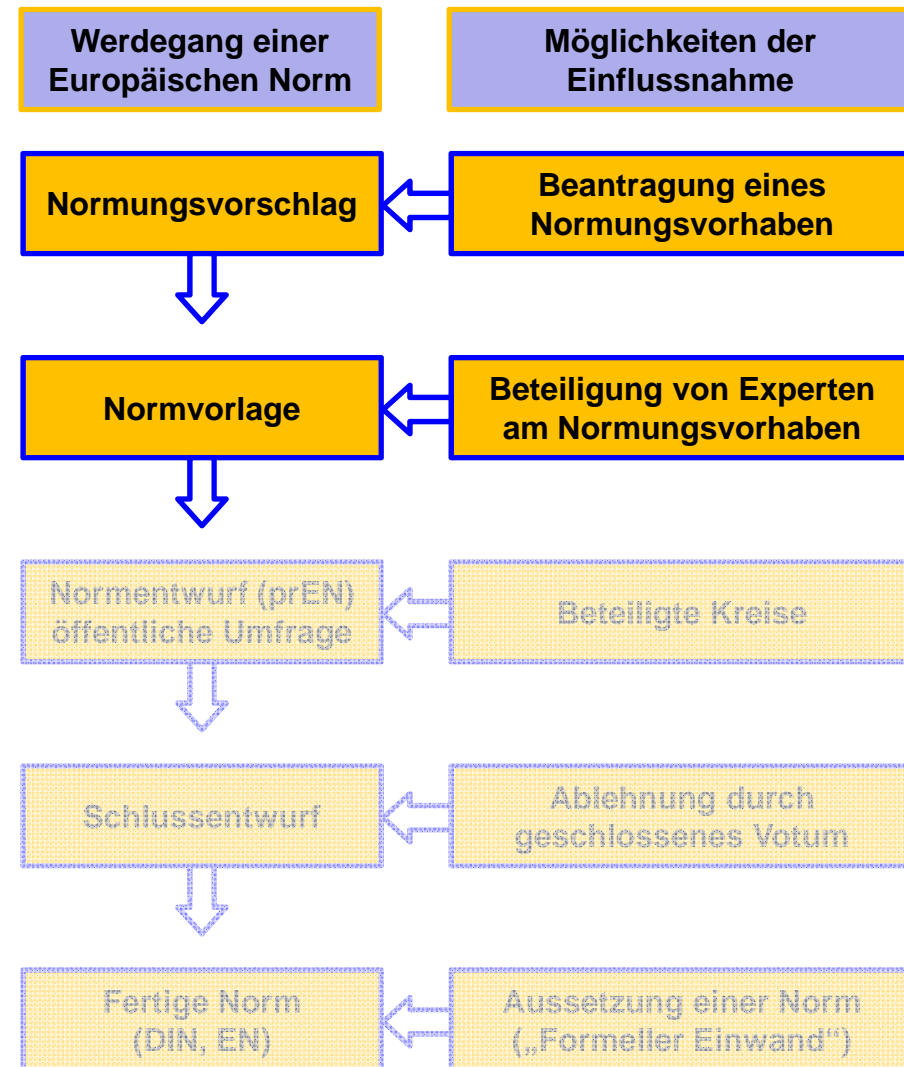 Werdegang einer
Europäischen Norm
Möglichkeiten der
Einflussnahme
Normungsvorschlag
Beantragung eines
Normungsvorhaben
Normvorlage
Beteiligung von Experten
am Normungsvorhaben
Normentwurf (prEN)
öffentliche Umfrage
Beteiligte Kreise
Schlussentwurf
Ablehnung durch
geschlossenes Votum
Fertige Norm
(DIN, EN)
Aussetzung einer Norm
(„Formeller Einwand“)